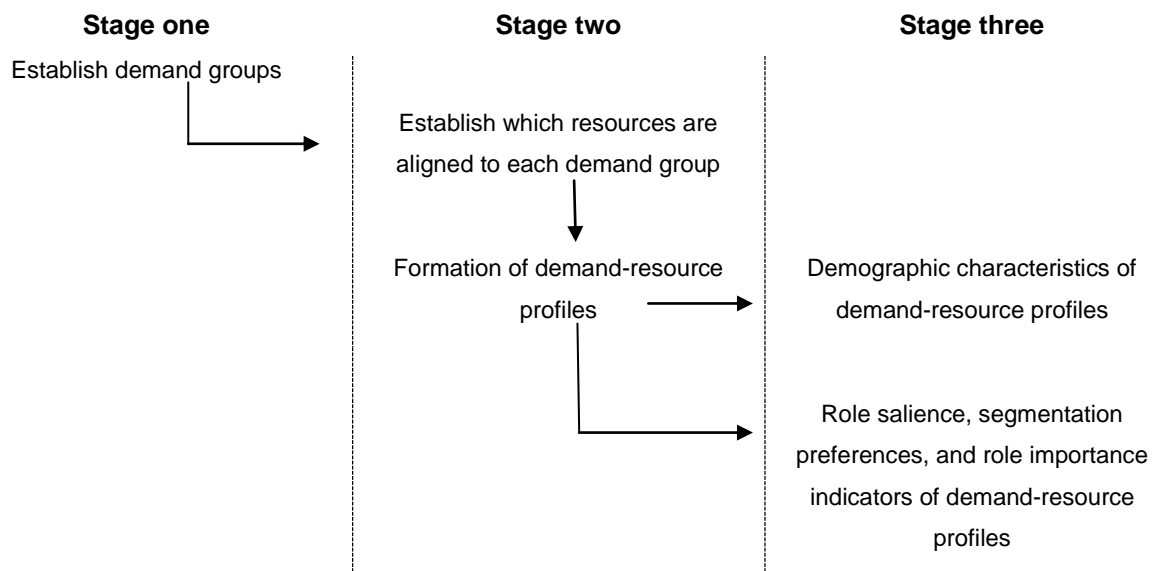 Stage one
Stage two
Stage three
Establish demand groups
Establish which resources are
aligned to each demand group
Formation of demand-resource
profiles
Demographic characteristics of
demand-resource profiles
Role salience, segmentation
preferences, and role importance
indicators of demand-resource
profiles